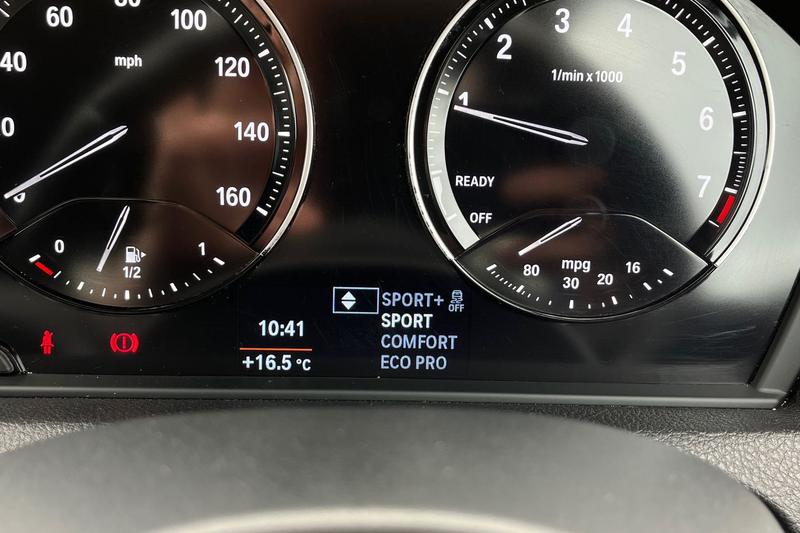 40
60
80
100
120
140
160
mph
0
1/2
1
1
2
3
4
5
6
7
1/min x 1000
READY
OFF
80
mpg
30
20
16
10:41
+16.5 °C
SPORT+
OFF
SPORT
COMFORT
ECO PRO